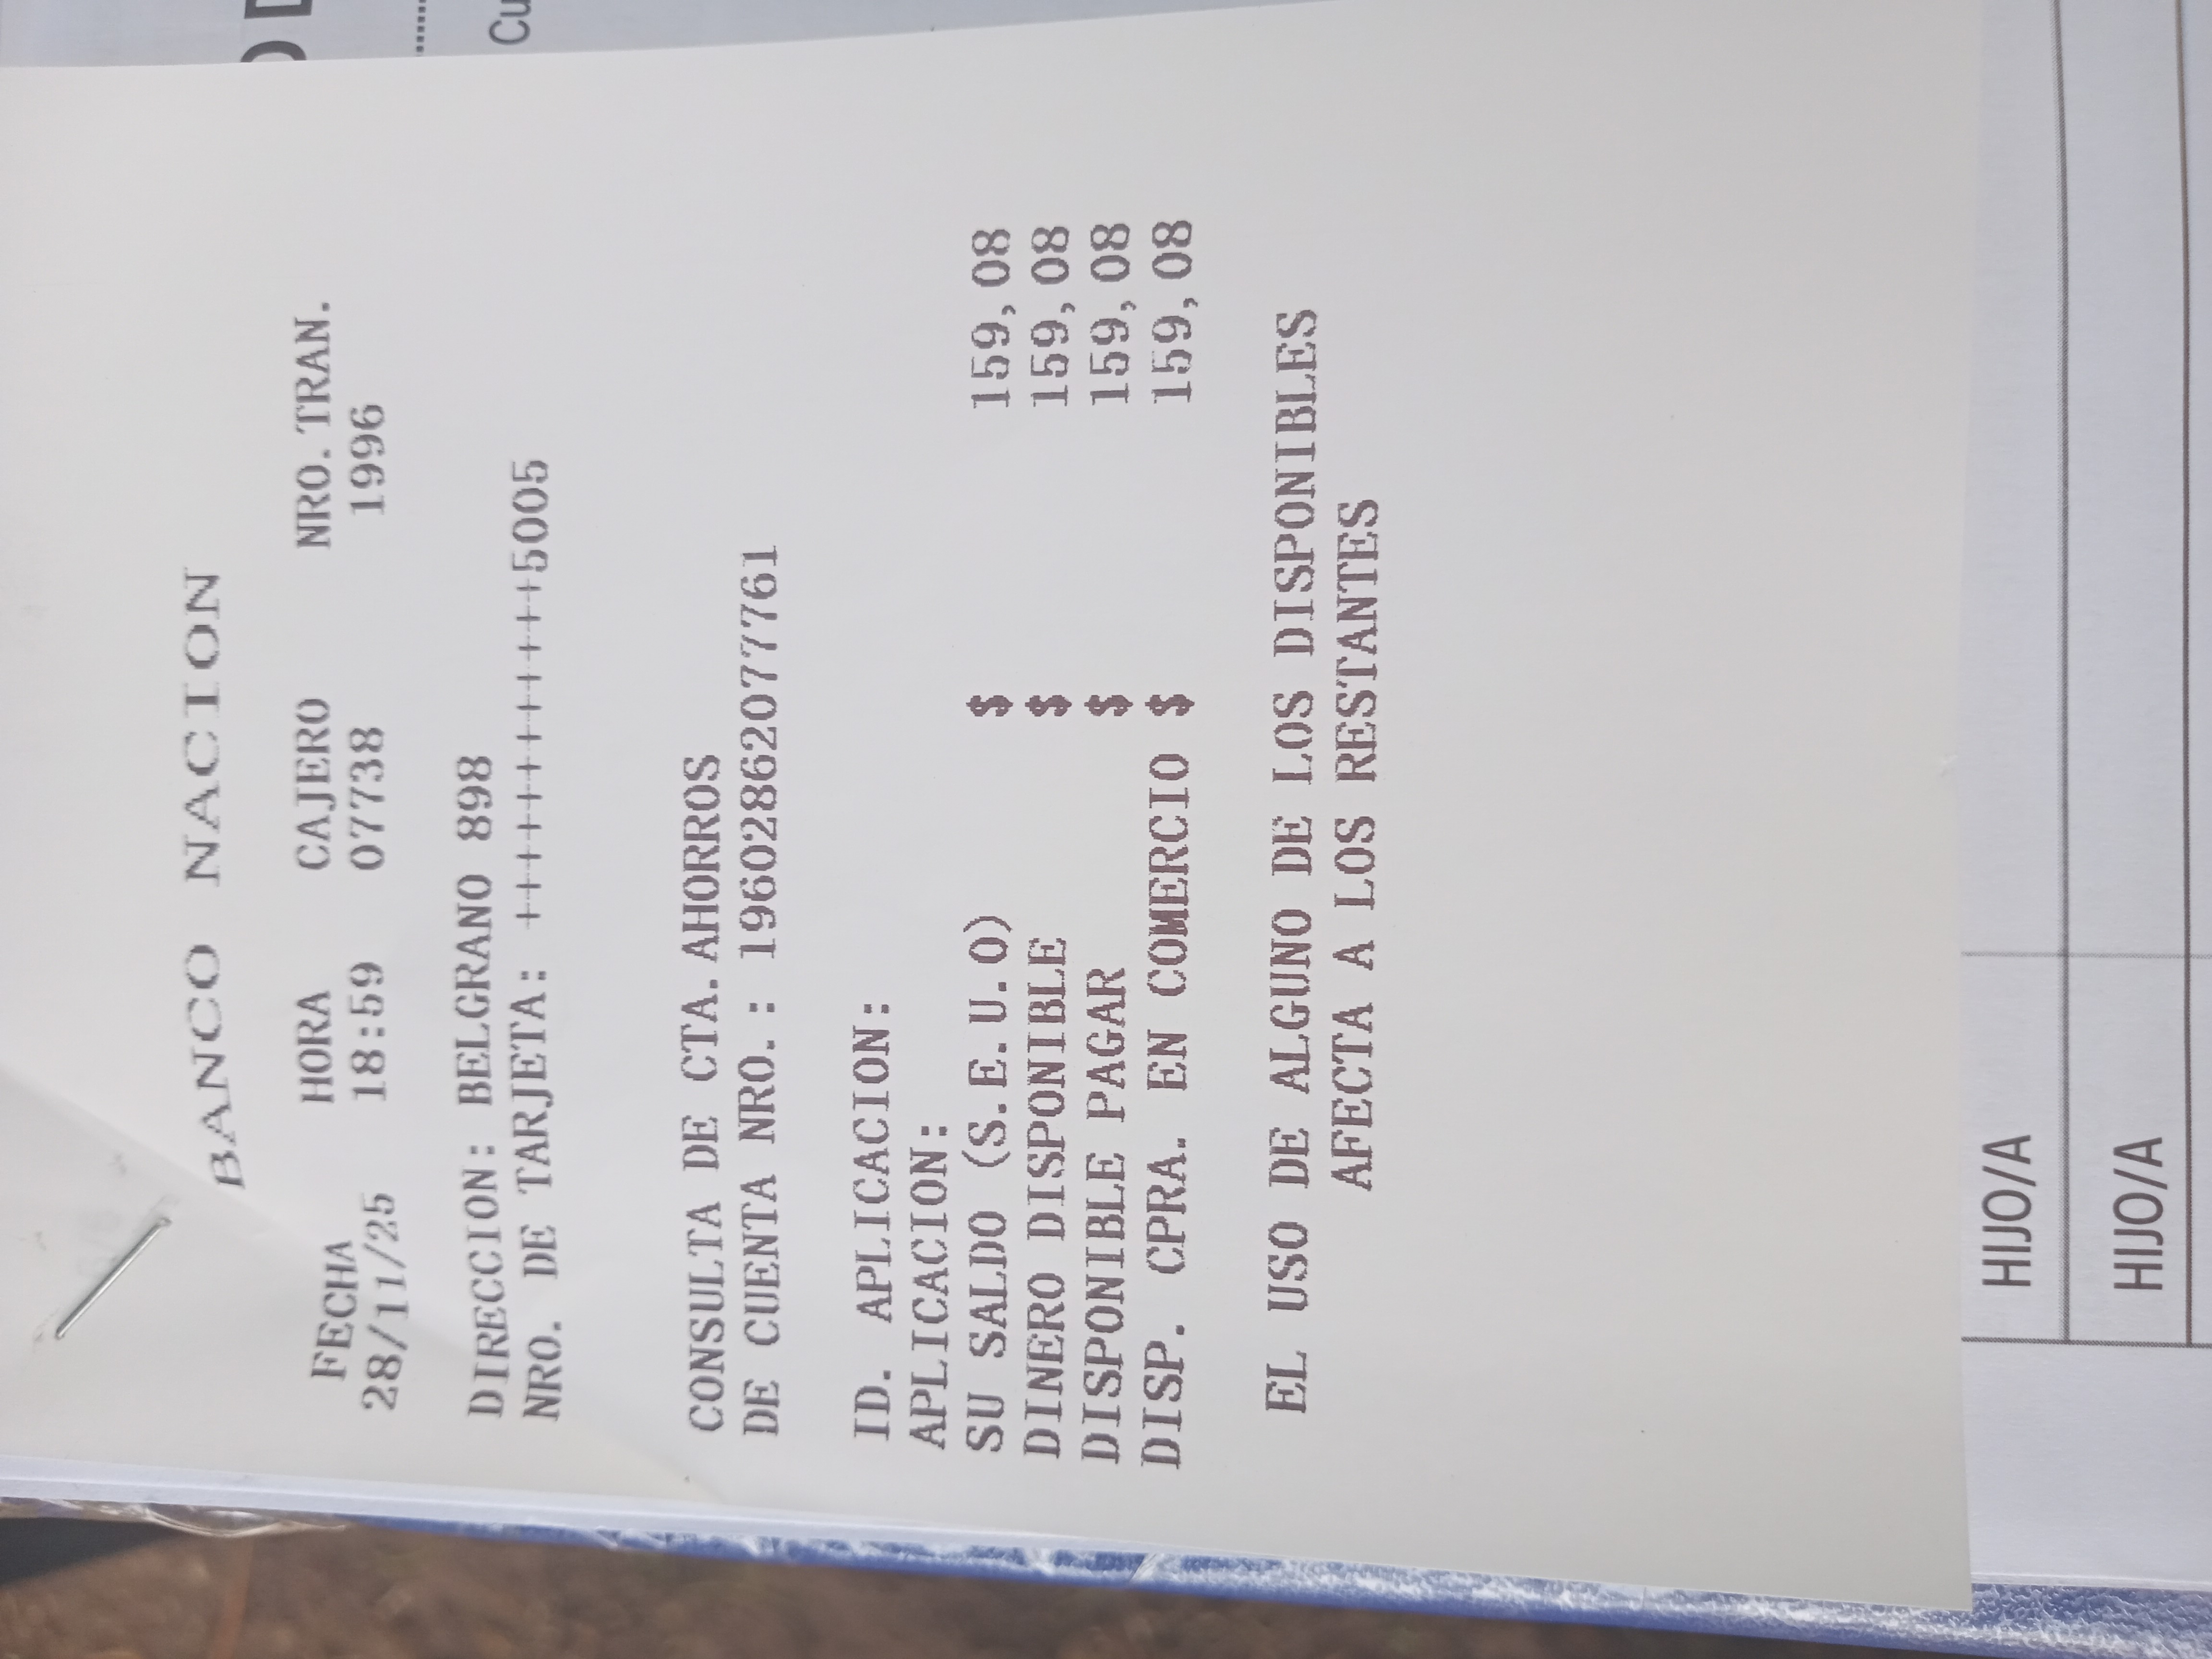 BANCO NACION
FECHA HORA CAJERO NRO. TRAN.
28/11/25 18:59 07738 1996
DIRECCION: BELGRANO 898
NRO. DE TARJETA: ++++++++++++5005
CONSULTA DE CTA. AHORROS
DE CUENTA NRO. : 19602862077761
ID. APLICACION:
APLICACION:
SU SALDO (S.E.U.O) $ 159,08
DINERO DISPONIBLE $ 159,08
DISPONIBLE PAGAR $ 159,08
DISP. CPRA. EN COMERCIO $ 159,08
EL USO DE ALGUNO DE LOS DISPONIBLES
AFECTA A LOS RESTANTES
HIJO/A
HIJO/A